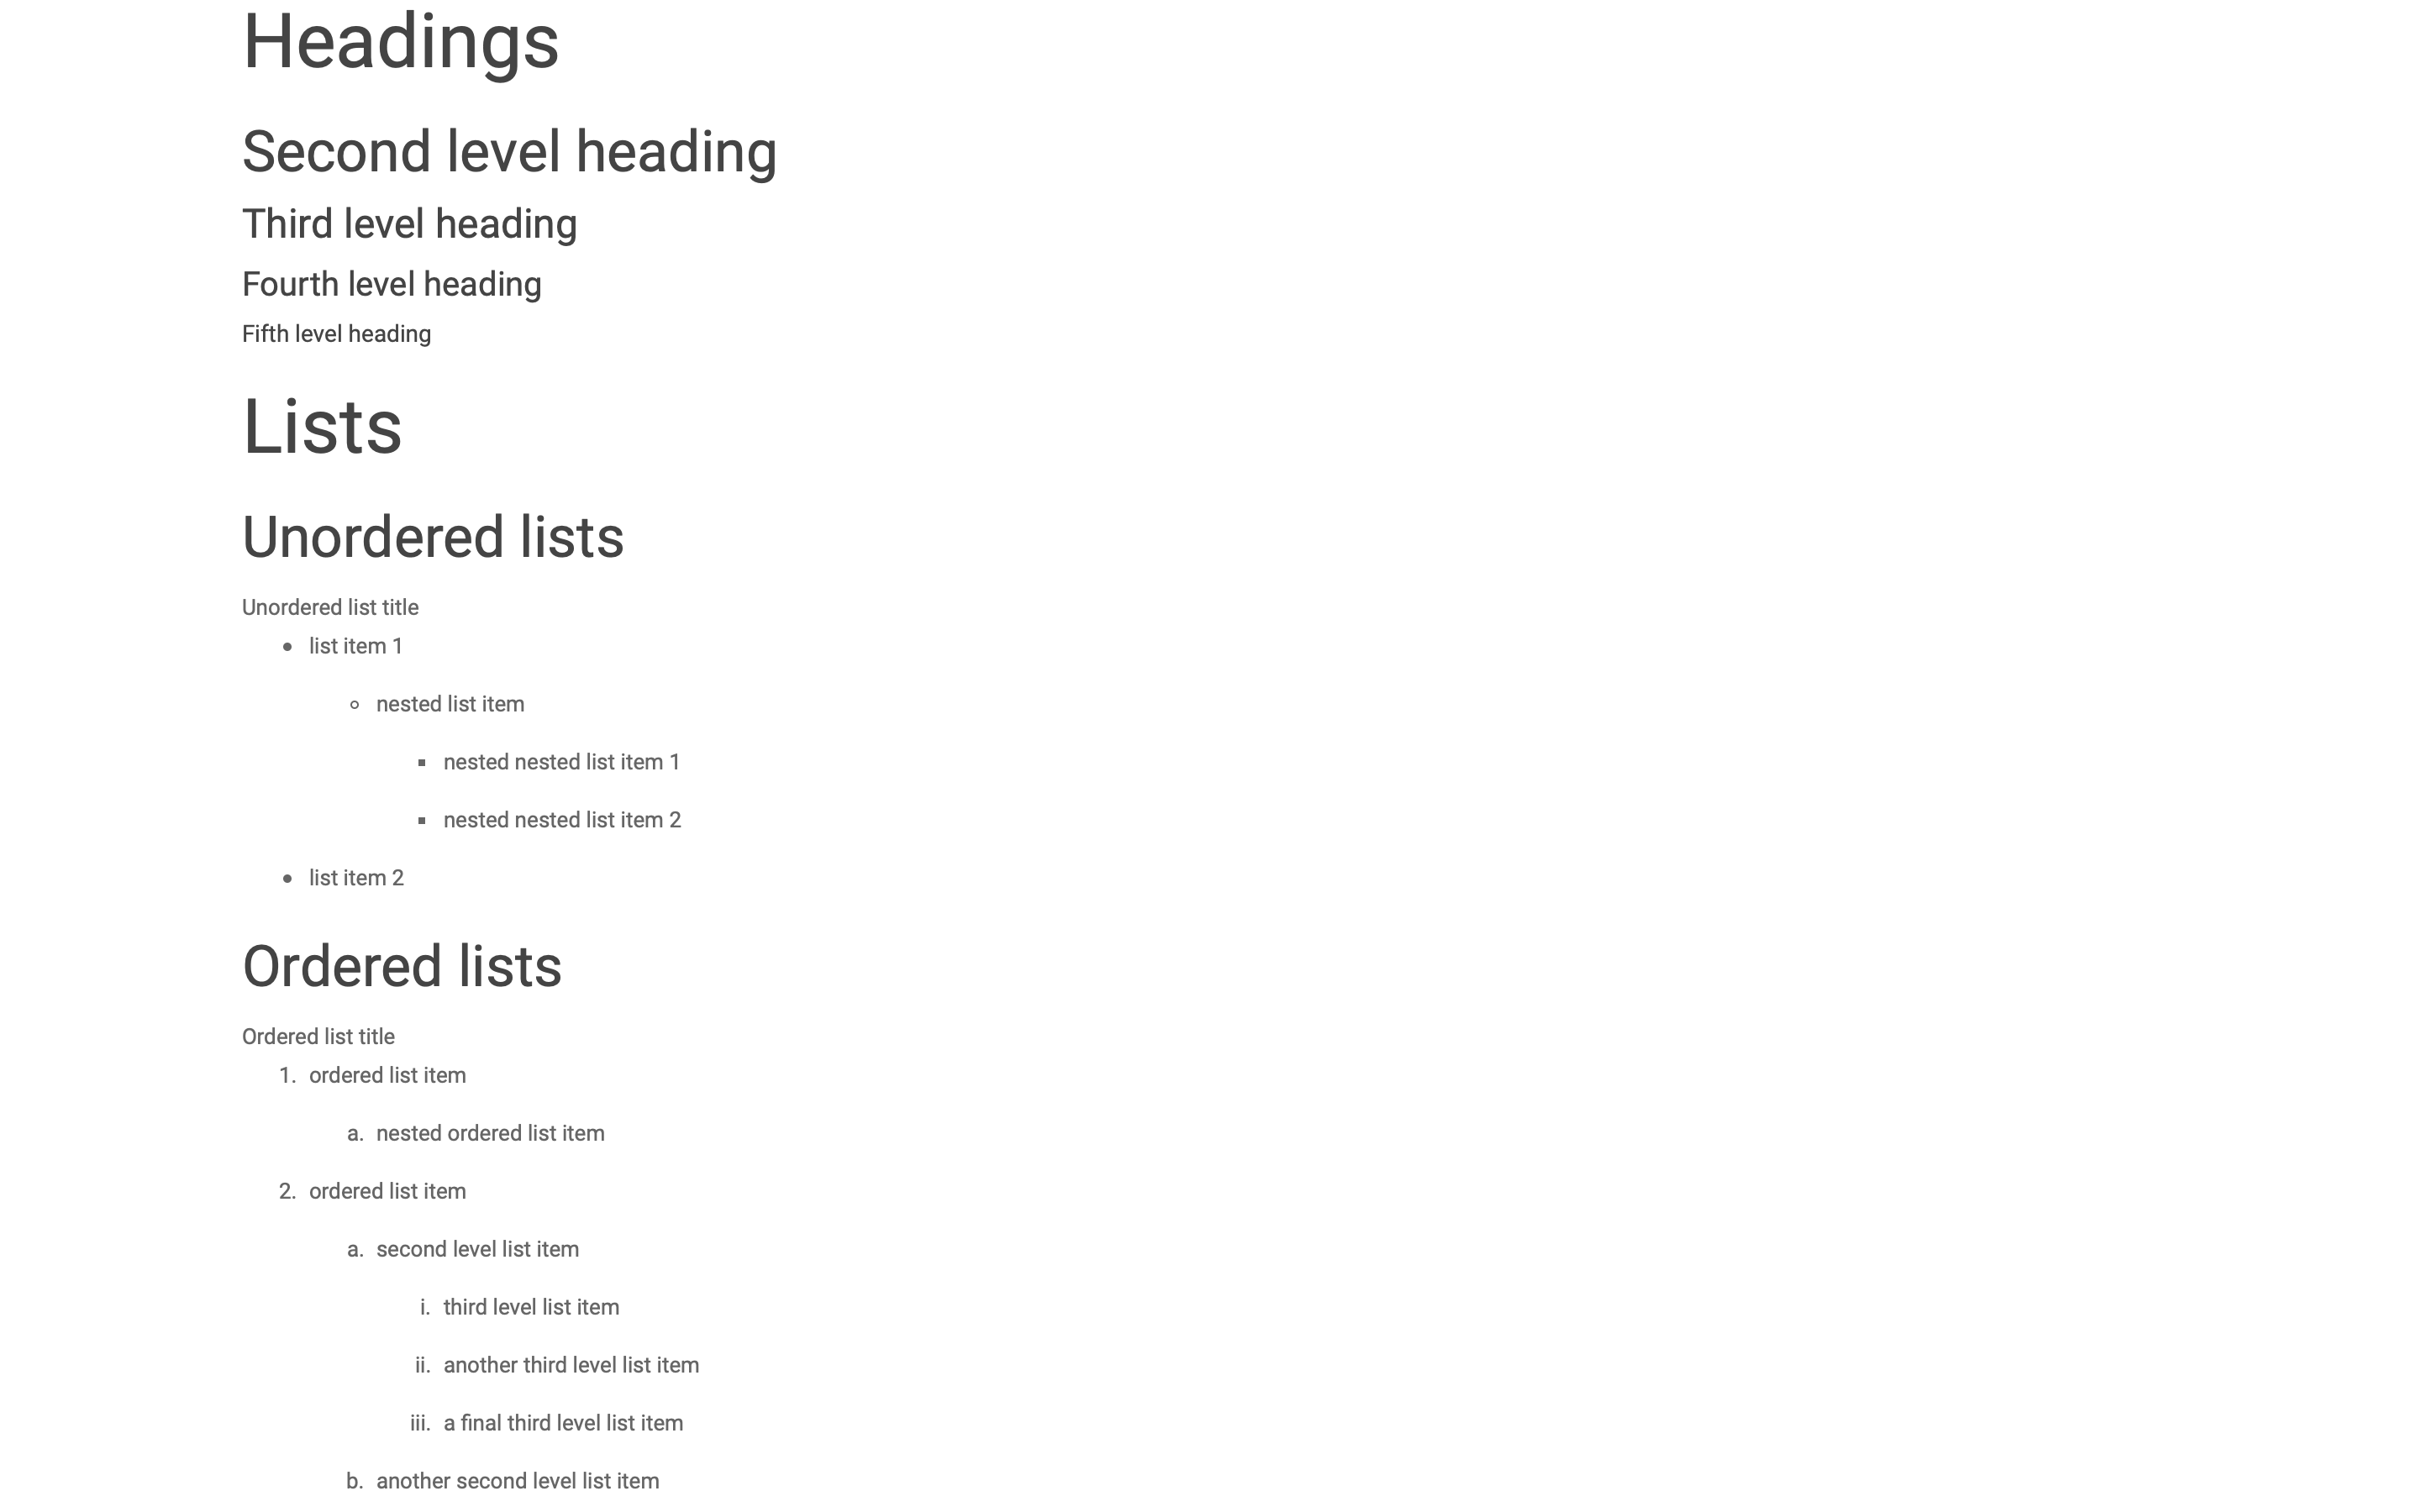 Headings
Second level heading
Third level heading
Fourth level heading
Fifth level heading
Lists
Unordered lists
Unordered list title
• list item 1
◦ nested list item
▪ nested nested list item 1
▪ nested nested list item 2
• list item 2
Ordered lists
Ordered list title
1. ordered list item
a. nested ordered list item
2. ordered list item
a. second level list item
i. third level list item
ii. another third level list item
iii. a final third level list item
b. another second level list item